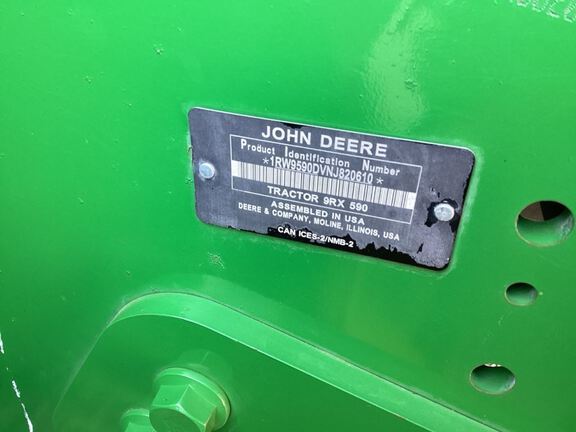 JOHN DEERE
Product Identification Number
*1RW9590DVNJ820610*
TRACTOR 9RX 590
ASSEMBLED IN USA
DEERE & COMPANY, MOLINE, ILLINOIS, USA
CAN ICES-2/NMB-2